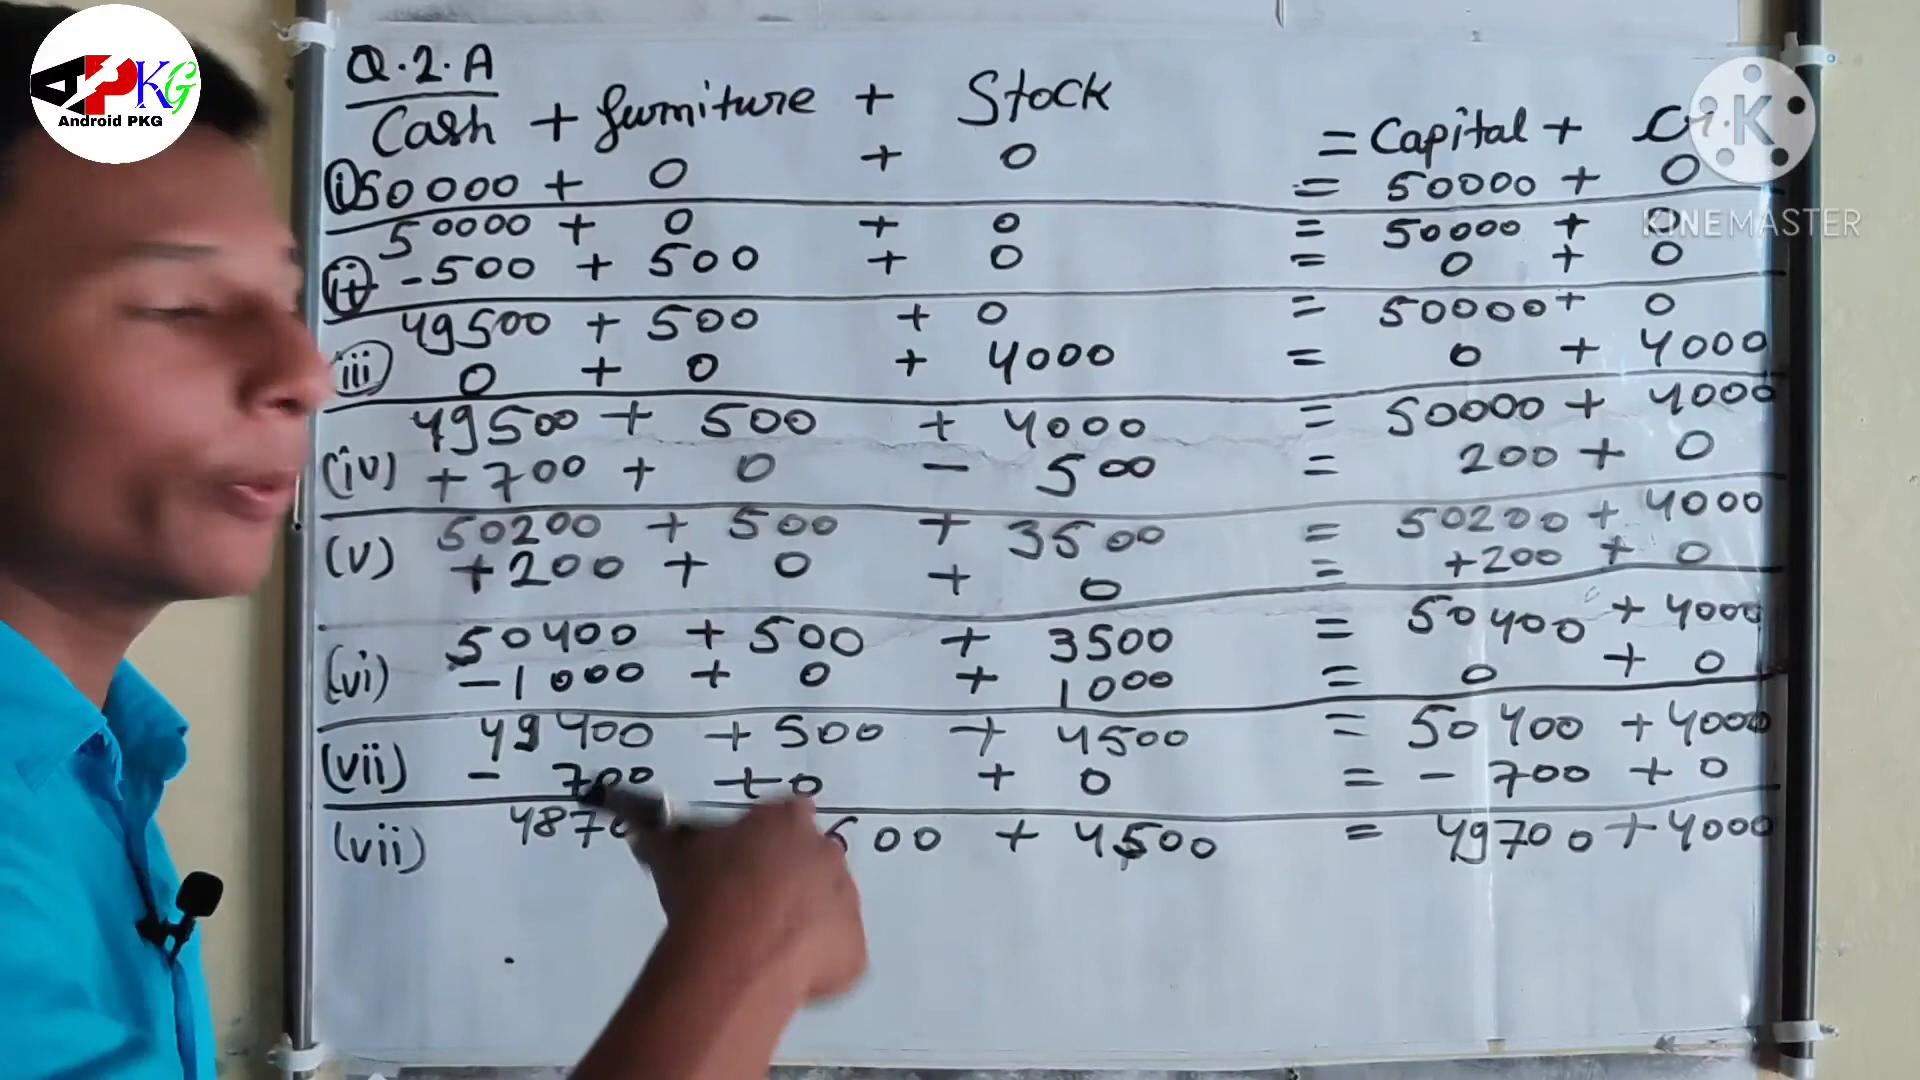 APKG
Android PKG
Q.2.A
Cash + furniture + Stock = Capital +
(i) 50000 + 0 + 0 = 50000 + 0
50000 + 0 + 0 = 50000 + 0
(ii) -500 + 500 + 0 = 0 + 0
49500 + 500 + 0 = 50000 + 0
(iii) 0 + 0 + 4000 = 0 + 4000
49500 + 500 + 4000 = 50000 + 4000
(iv) +700 + 0 - 500 = 200 + 0
50200 + 500 + 3500 = 50200 + 4000
(v) +200 + 0 + 0 = +200 + 0
50400 + 500 + 3500 = 50400 + 4000
(vi) -1000 + 0 + 1000 = 0 + 0
49400 + 500 + 4500 = 50400 + 4000
(vii) - 700 + 0 + 0 = - 700 + 0
(vii) 4870 500 + 4500 = 49700 + 4000
K
KINEMASTER